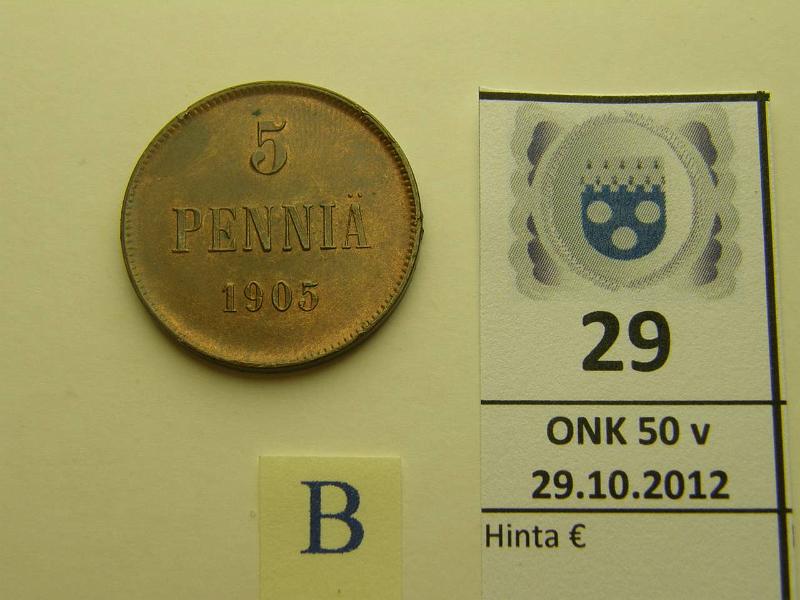 5
PENNIÄ
1905
B
29
ONK 50 v
29.10.2012
Hinta €